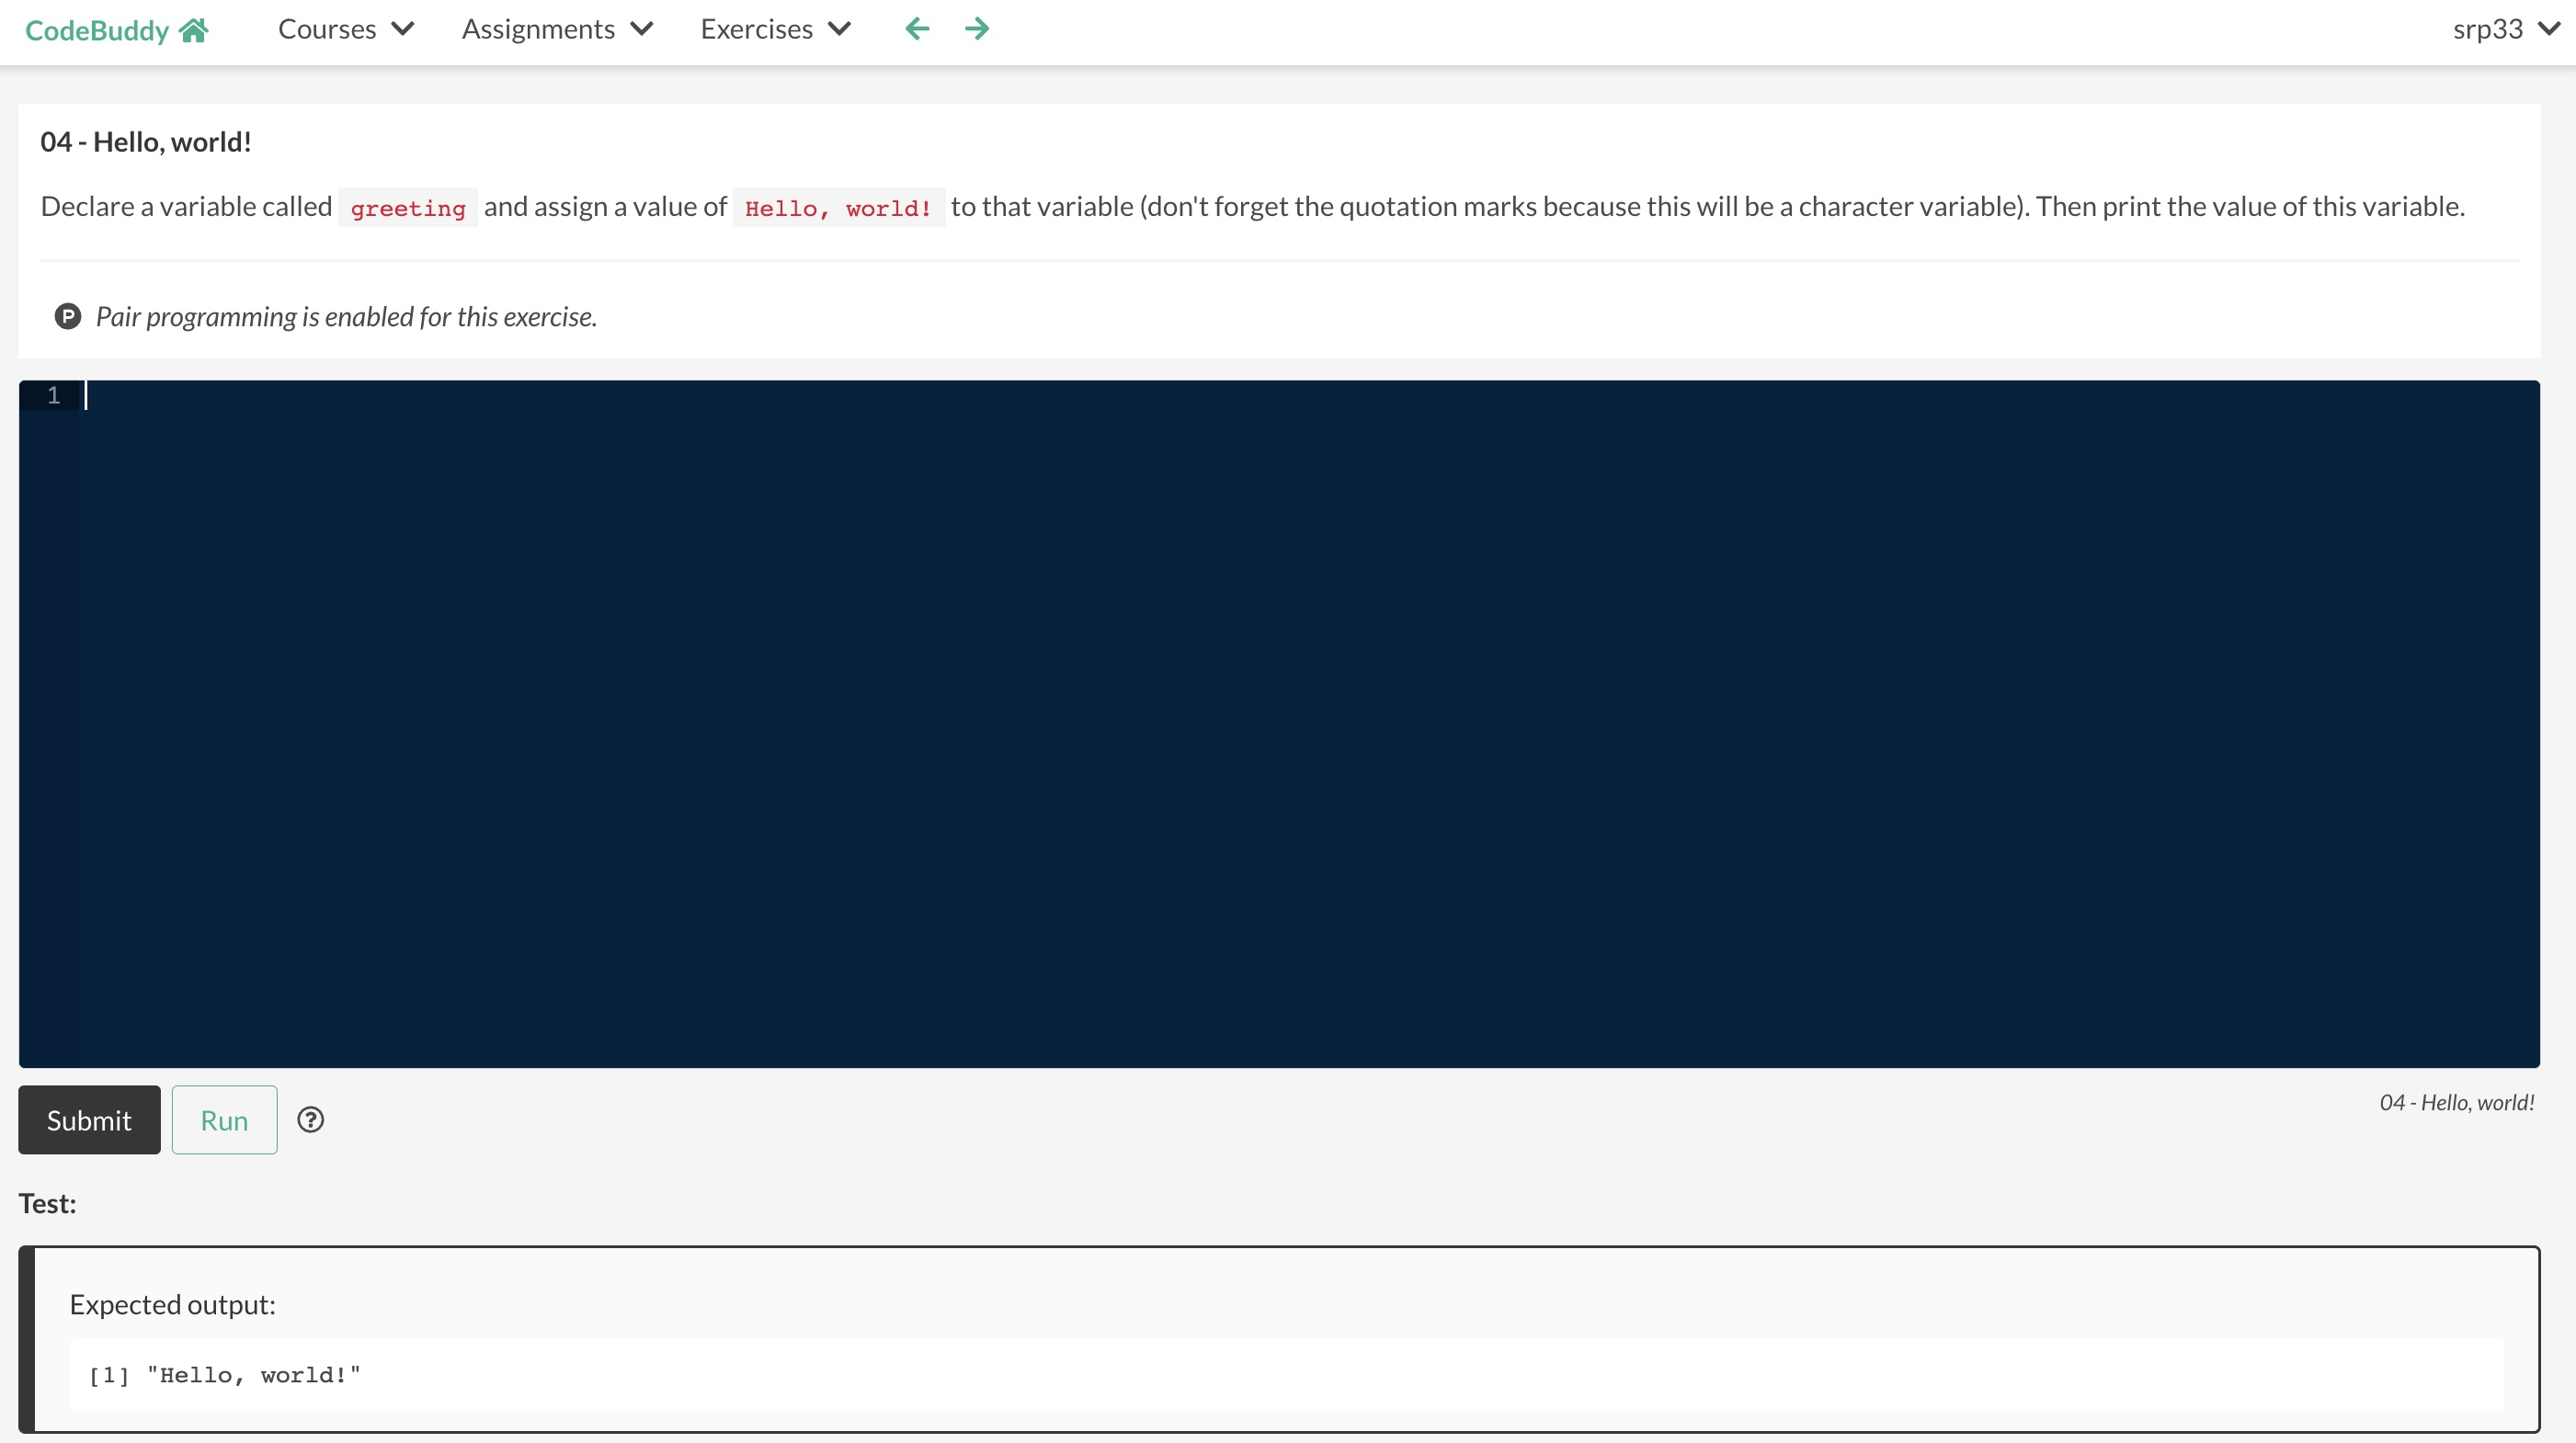 CodeBuddy Courses Assignments Exercises srp33
04 - Hello, world!
Declare a variable called greeting and assign a value of Hello, world! to that variable (don't forget the quotation marks because this will be a character variable). Then print the value of this variable.
P Pair programming is enabled for this exercise.
1
Submit Run ? 04 - Hello, world!
Test:
Expected output:
[1] "Hello, world!"